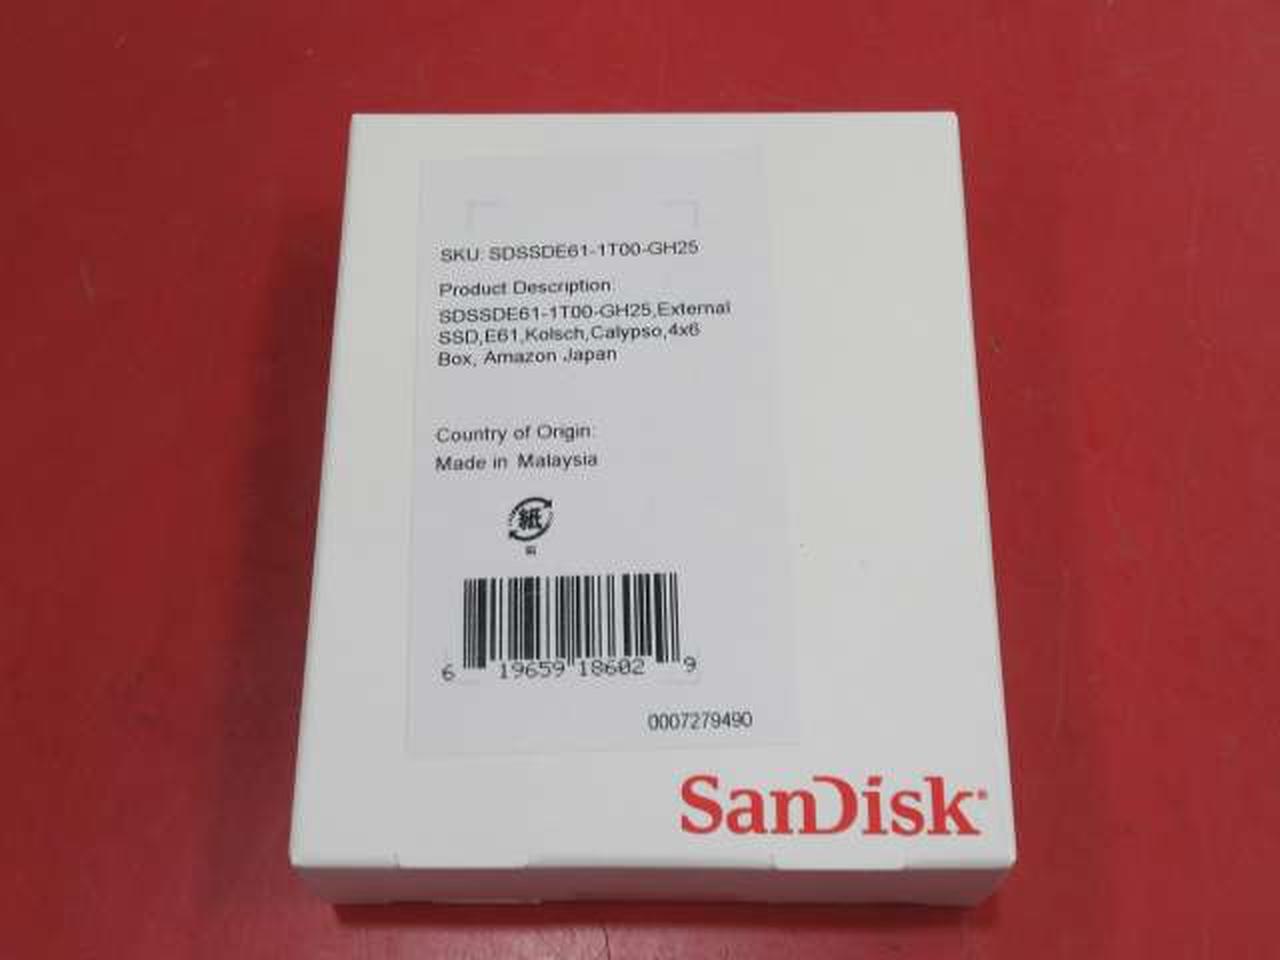 SKU: SDSSDE61-1T00-GH25
Product Description:
SDSSDE61-1T00-GH25,External
SSD,E61,Kolsch,Calypso,4x6
Box, Amazon Japan
Country of Origin:
Made in Malaysia
紙
6 19659 18602 9
0007279490
SanDisk